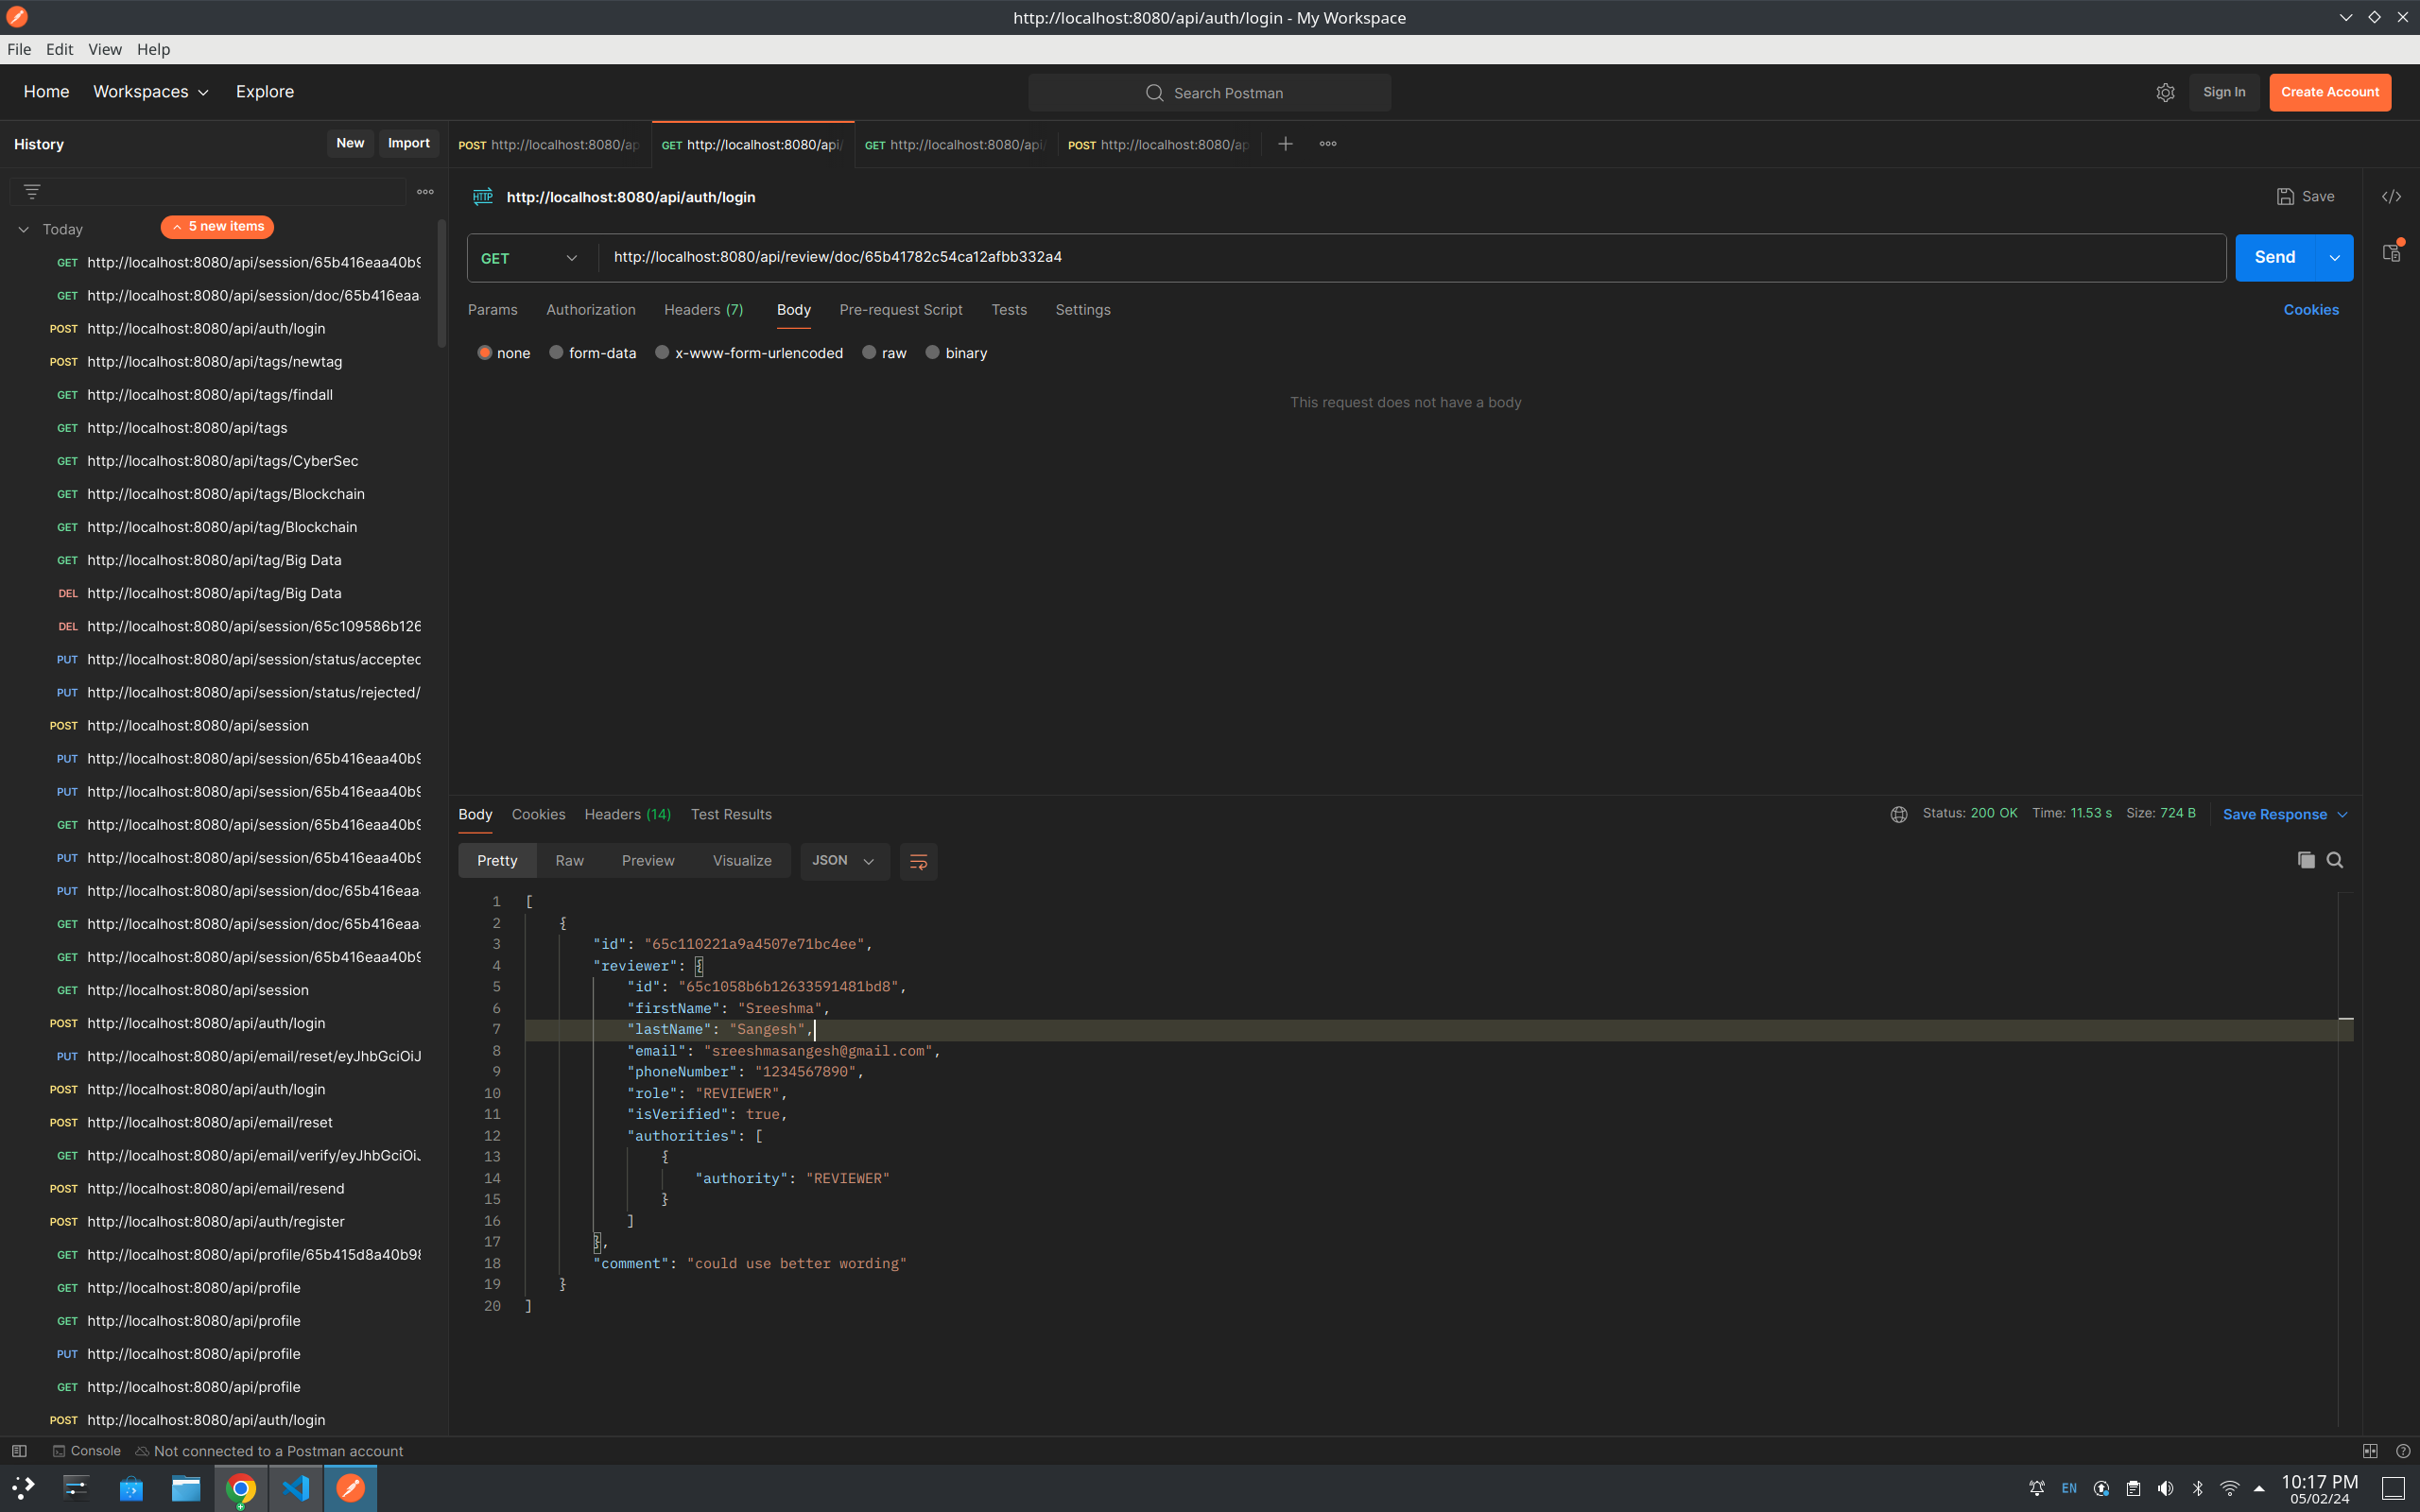 http://localhost:8080/api/auth/login - My Workspace
File Edit View Help
Home Workspaces Explore Search Postman Sign In Create Account
History New Import
POST http://localhost:8080/ap GET http://localhost:8080/api/ GET http://localhost:8080/api/ POST http://localhost:8080/ap
Today 5 new items
GET http://localhost:8080/api/session/65b416eaa40b9
GET http://localhost:8080/api/session/doc/65b416eaa
POST http://localhost:8080/api/auth/login
POST http://localhost:8080/api/tags/newtag
GET http://localhost:8080/api/tags/findall
GET http://localhost:8080/api/tags
GET http://localhost:8080/api/tags/CyberSec
GET http://localhost:8080/api/tags/Blockchain
GET http://localhost:8080/api/tag/Blockchain
GET http://localhost:8080/api/tag/Big Data
DEL http://localhost:8080/api/tag/Big Data
DEL http://localhost:8080/api/session/65c109586b126
PUT http://localhost:8080/api/session/status/accepted
PUT http://localhost:8080/api/session/status/rejected/
POST http://localhost:8080/api/session
PUT http://localhost:8080/api/session/65b416eaa40b9
PUT http://localhost:8080/api/session/65b416eaa40b9
GET http://localhost:8080/api/session/65b416eaa40b9
PUT http://localhost:8080/api/session/65b416eaa40b9
PUT http://localhost:8080/api/session/doc/65b416eaa
GET http://localhost:8080/api/session/doc/65b416eaa
GET http://localhost:8080/api/session/65b416eaa40b9
GET http://localhost:8080/api/session
POST http://localhost:8080/api/auth/login
PUT http://localhost:8080/api/email/reset/eyJhbGciOiJ
POST http://localhost:8080/api/auth/login
POST http://localhost:8080/api/email/reset
GET http://localhost:8080/api/email/verify/eyJhbGciOiJ
POST http://localhost:8080/api/email/resend
POST http://localhost:8080/api/auth/register
GET http://localhost:8080/api/profile/65b415d8a40b98
GET http://localhost:8080/api/profile
GET http://localhost:8080/api/profile
PUT http://localhost:8080/api/profile
GET http://localhost:8080/api/profile
POST http://localhost:8080/api/auth/login
HTTP http://localhost:8080/api/auth/login Save
GET http://localhost:8080/api/review/doc/65b41782c54ca12afbb332a4 Send
Params Authorization Headers (7) Body Pre-request Script Tests Settings Cookies
none form-data x-www-form-urlencoded raw binary
This request does not have a body
Body Cookies Headers (14) Test Results Status: 200 OK Time: 11.53 s Size: 724 B Save Response
Pretty Raw Preview Visualize JSON
1 [
2 {
3 "id": "65c110221a9a4507e71bc4ee",
4 "reviewer": {
5 "id": "65c1058b6b12633591481bd8",
6 "firstName": "Sreeshma",
7 "lastName": "Sangesh",
8 "email": "sreeshmasangesh@gmail.com",
9 "phoneNumber": "1234567890",
10 "role": "REVIEWER",
11 "isVerified": true,
12 "authorities": [
13 {
14 "authority": "REVIEWER"
15 }
16 ]
17 },
18 "comment": "could use better wording"
19 }
20 ]
Console Not connected to a Postman account
EN 10:17 PM
05/02/24